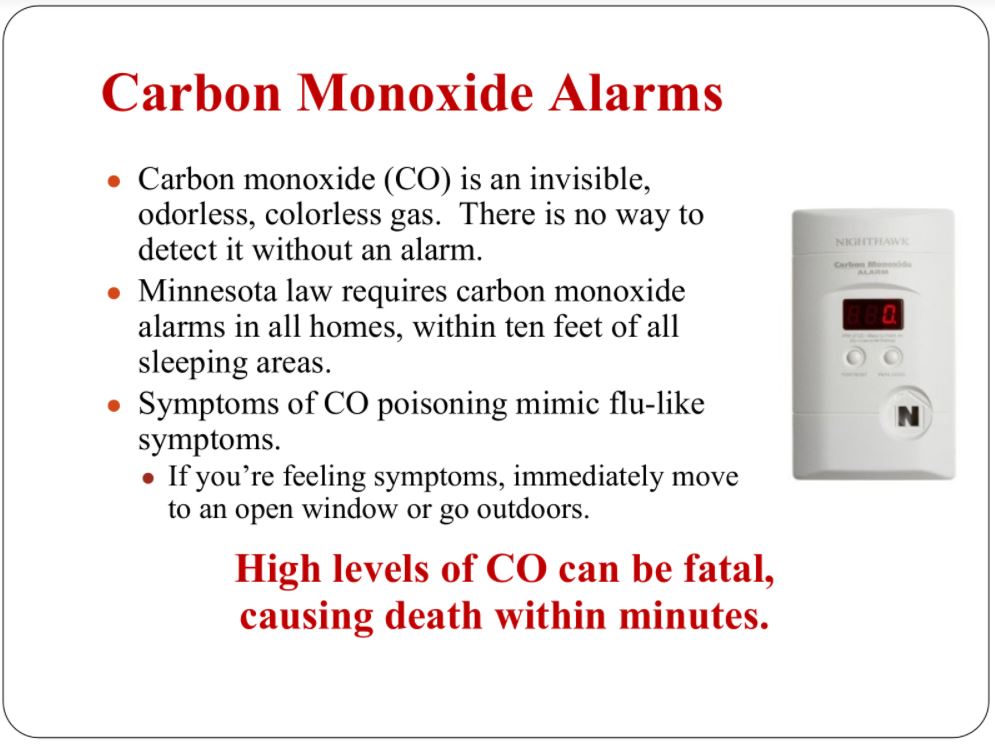 Carbon Monoxide Alarms
• Carbon monoxide (CO) is an invisible,
odorless, colorless gas.  There is no way to
detect it without an alarm.
• Minnesota law requires carbon monoxide
alarms in all homes, within ten feet of all
sleeping areas.
• Symptoms of CO poisoning mimic flu-like
symptoms.
• If you’re feeling symptoms, immediately move
to an open window or go outdoors.
High levels of CO can be fatal,
causing death within minutes.
NIGHTHAWK
Carbon Monoxide
ALARM
N